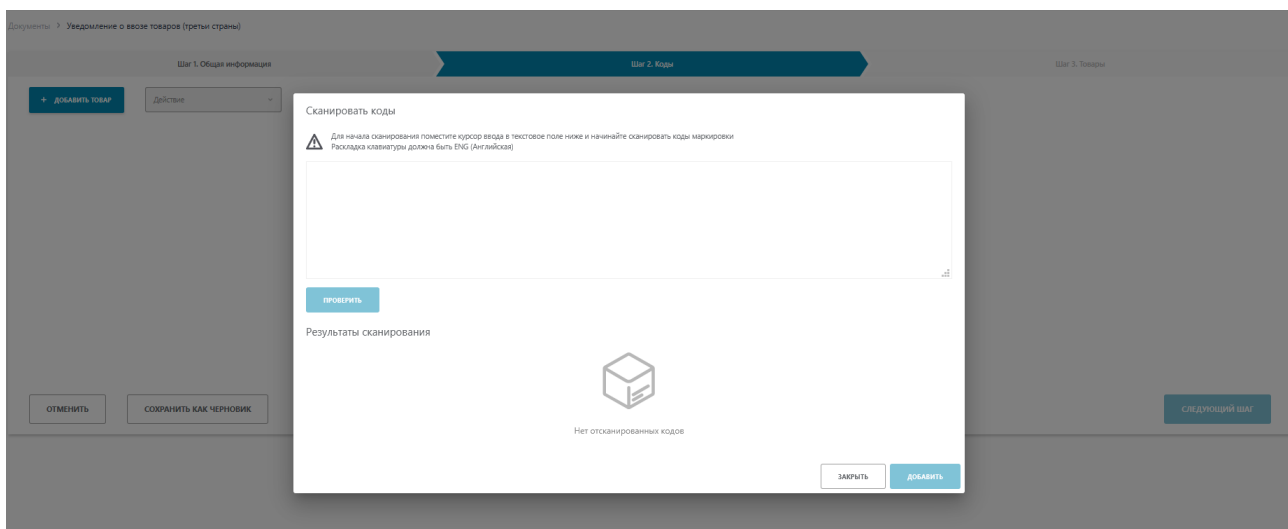 Документы > Уведомление о ввозе товаров (третьи страны)
Шаг 1. Общая информация
Шаг 2. Коды
Шаг 3. Товары
+ ДОБАВИТЬ ТОВАР
Действие
Сканировать коды
Для начала сканирования поместите курсор ввода в текстовое поле ниже и начинайте сканировать коды маркировки
Раскладка клавиатуры должна быть ENG (Английская)
ПРОВЕРИТЬ
Результаты сканирования
Нет отсканированных кодов
ОТМЕНИТЬ
СОХРАНИТЬ КАК ЧЕРНОВИК
СЛЕДУЮЩИЙ ШАГ
ЗАКРЫТЬ
ДОБАВИТЬ